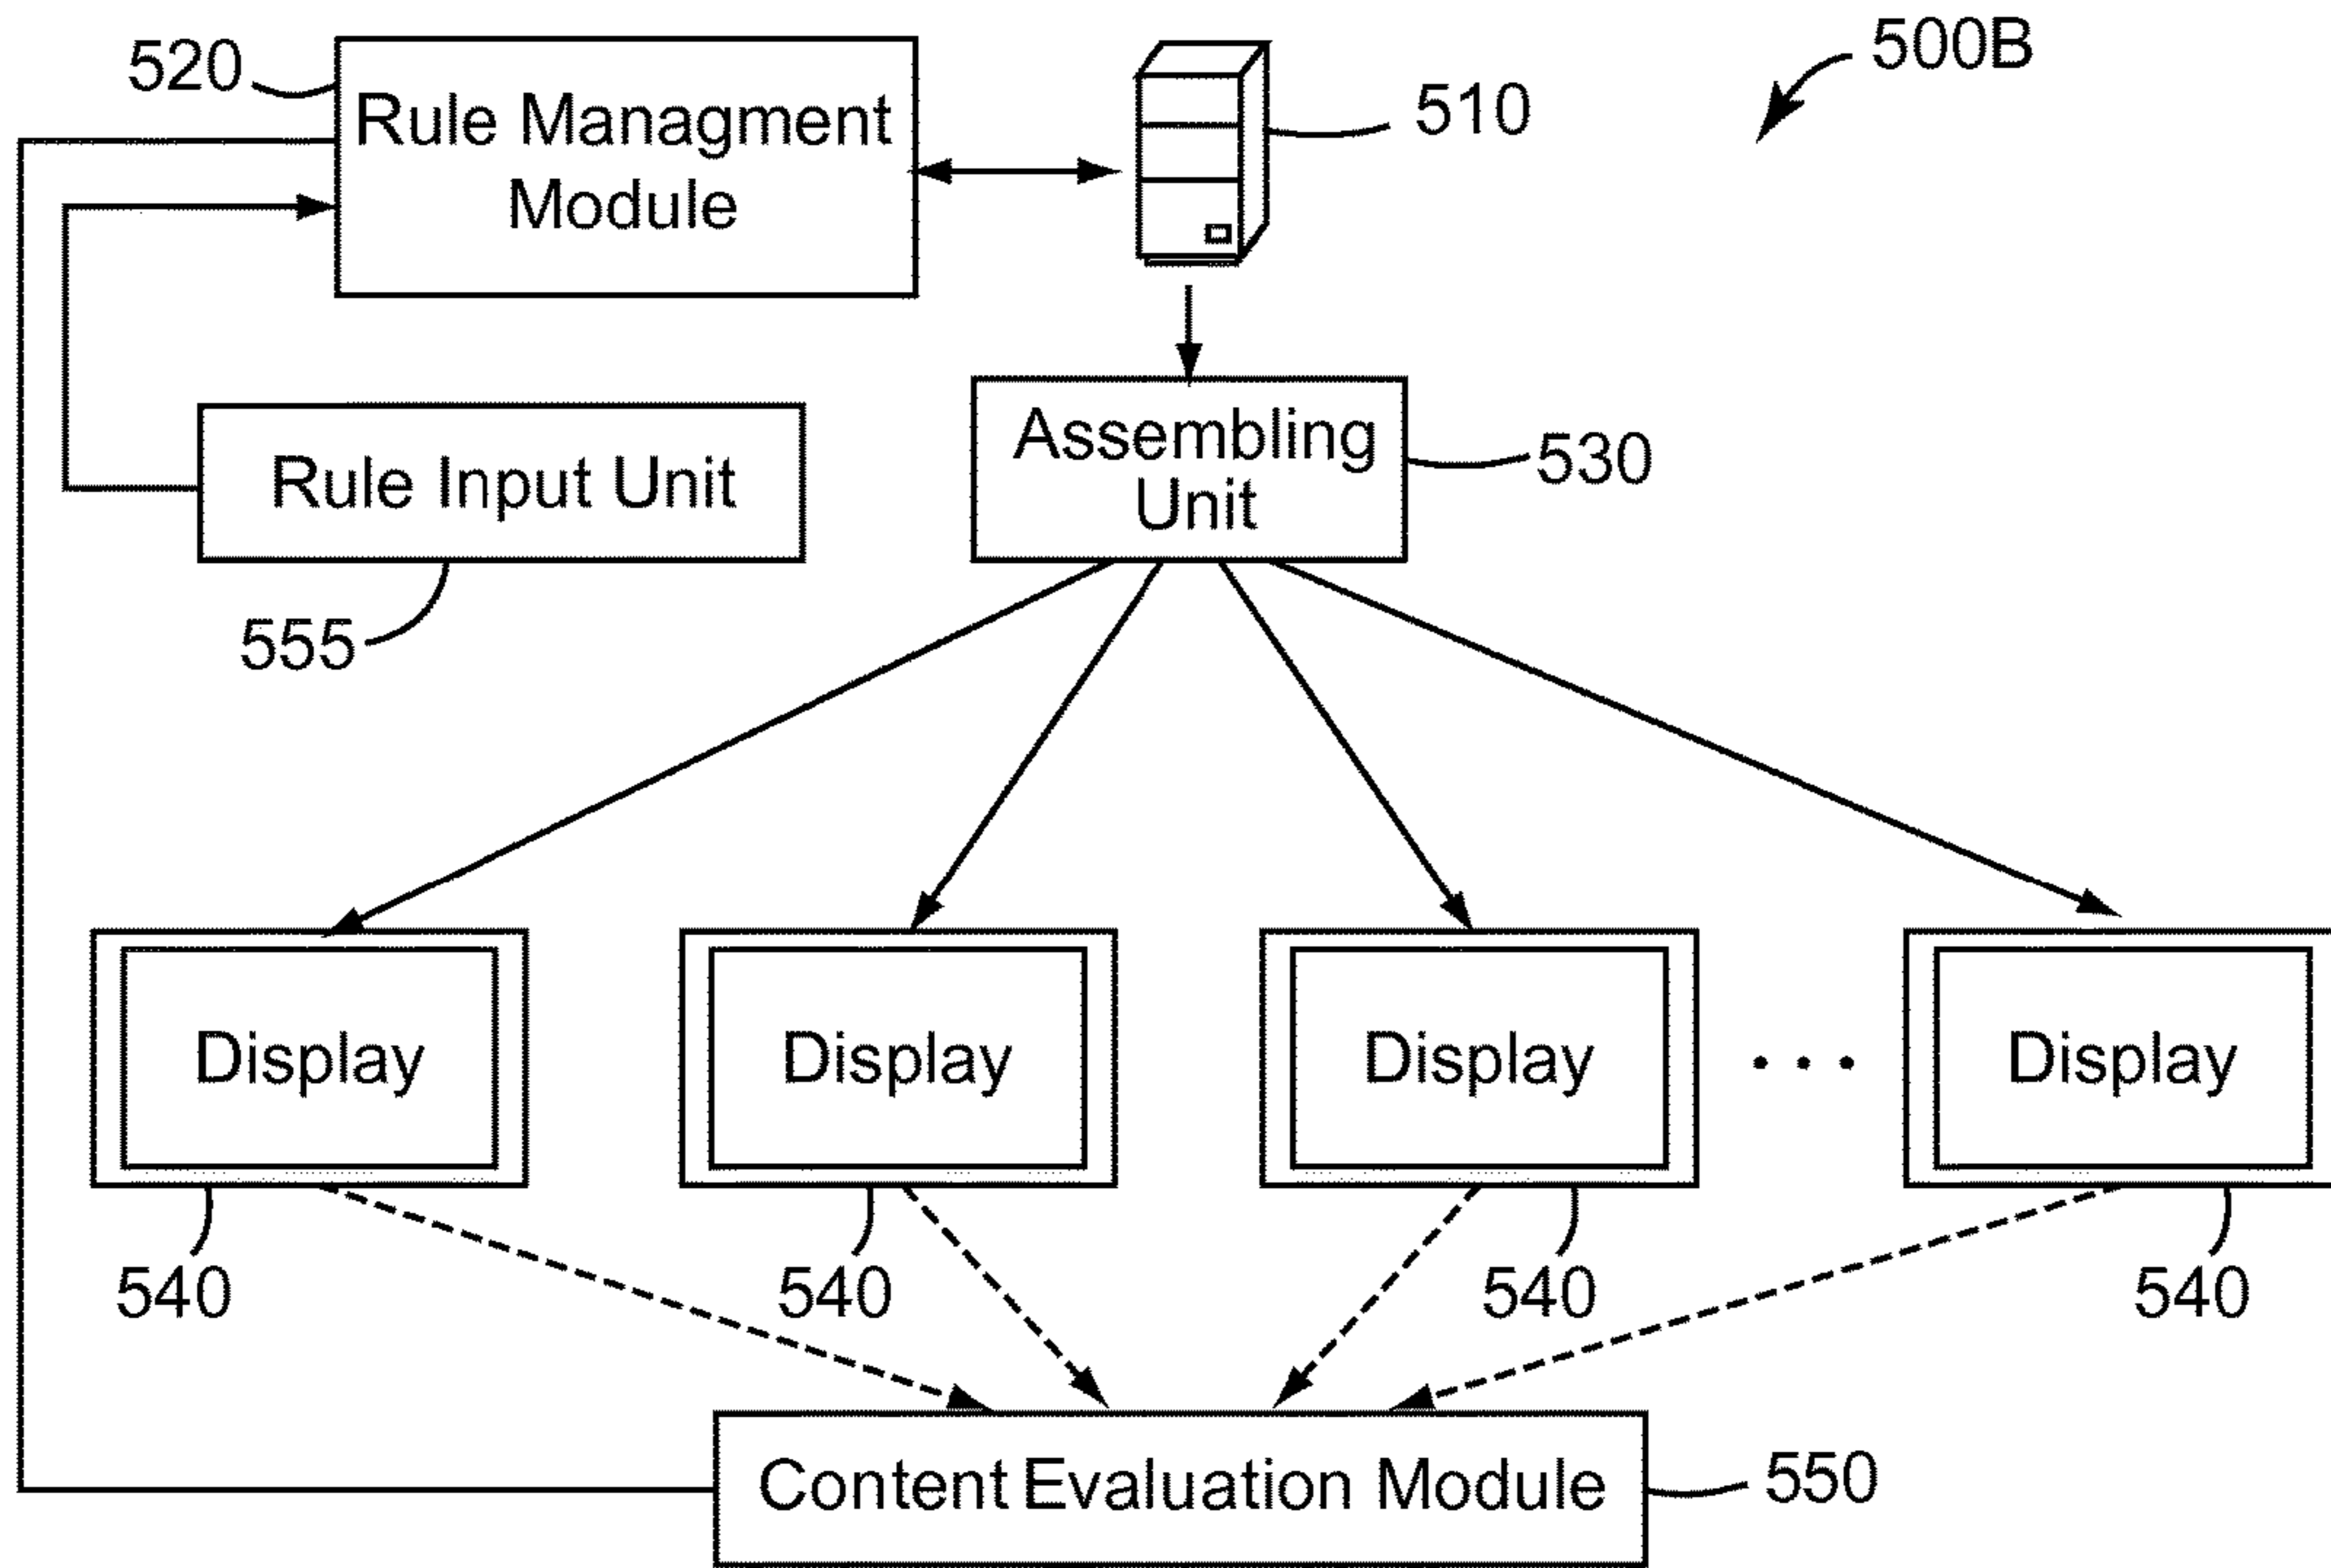 520
Rule Managment
Module
510
500B
Rule Input Unit
555
Assembling
Unit
530
Display
Display
Display
. . .
Display
540
540
540
540
Content Evaluation Module
550